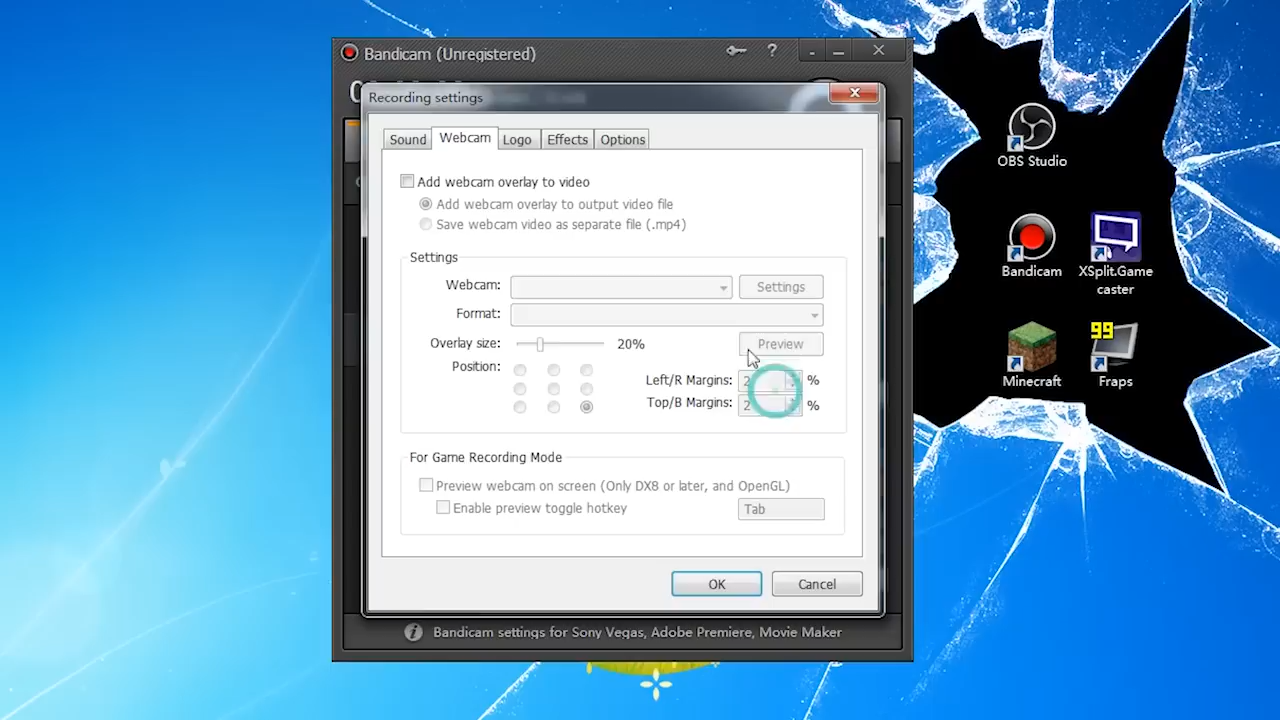 Bandicam (Unregistered)
?
Recording settings
Sound Webcam Logo Effects Options
Add webcam overlay to video
Add webcam overlay to output video file
Save webcam video as separate file (.mp4)
Settings
Webcam: Settings
Format:
Overlay size: 20% Preview
Position:
Left/R Margins: 2 %
Top/B Margins: 2 %
For Game Recording Mode
Preview webcam on screen (Only DX8 or later, and OpenGL)
Enable preview toggle hotkey Tab
OK Cancel
Bandicam settings for Sony Vegas, Adobe Premiere, Movie Maker
OBS Studio
Bandicam
XSplit.Game
caster
Minecraft
99
Fraps